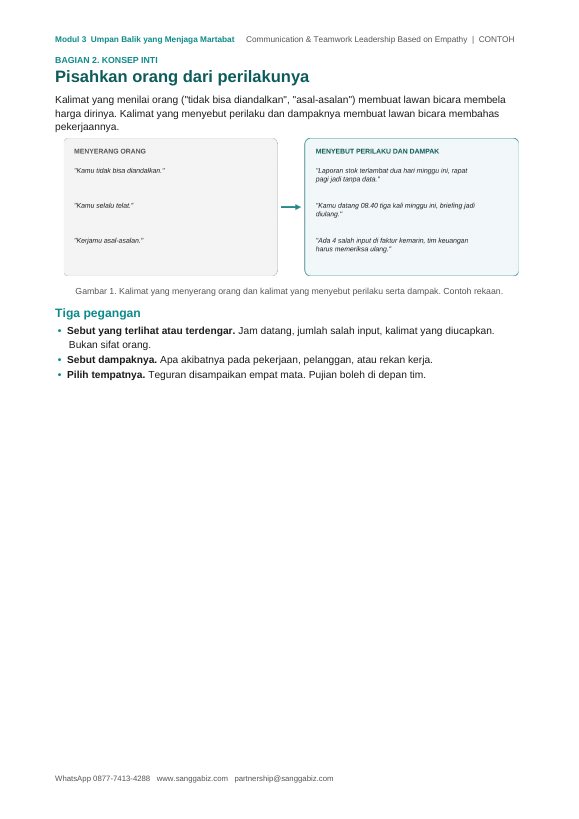 Modul 3  Umpan Balik yang Menjaga Martabat    Communication & Teamwork Leadership Based on Empathy  |  CONTOH
BAGIAN 2. KONSEP INTI
Pisahkan orang dari perilakunya
Kalimat yang menilai orang ("tidak bisa diandalkan", "asal-asalan") membuat lawan bicara membela
harga dirinya. Kalimat yang menyebut perilaku dan dampaknya membuat lawan bicara membahas
pekerjaannya.
MENYERANG ORANG
"Kamu tidak bisa diandalkan."
"Kamu selalu telat."
"Kerjamu asal-asalan."
MENYEBUT PERILAKU DAN DAMPAK
"Laporan stok terlambat dua hari minggu ini, rapat
pagi jadi tanpa data."
"Kamu datang 08.40 tiga kali minggu ini, briefing jadi
diulang."
"Ada 4 salah input di faktur kemarin, tim keuangan
harus memeriksa ulang."
Gambar 1. Kalimat yang menyerang orang dan kalimat yang menyebut perilaku serta dampak. Contoh rekaan.
Tiga pegangan
• Sebut yang terlihat atau terdengar. Jam datang, jumlah salah input, kalimat yang diucapkan.
Bukan sifat orang.
• Sebut dampaknya. Apa akibatnya pada pekerjaan, pelanggan, atau rekan kerja.
• Pilih tempatnya. Teguran disampaikan empat mata. Pujian boleh di depan tim.
WhatsApp 0877-7413-4288   www.sanggabiz.com   partnership@sanggabiz.com